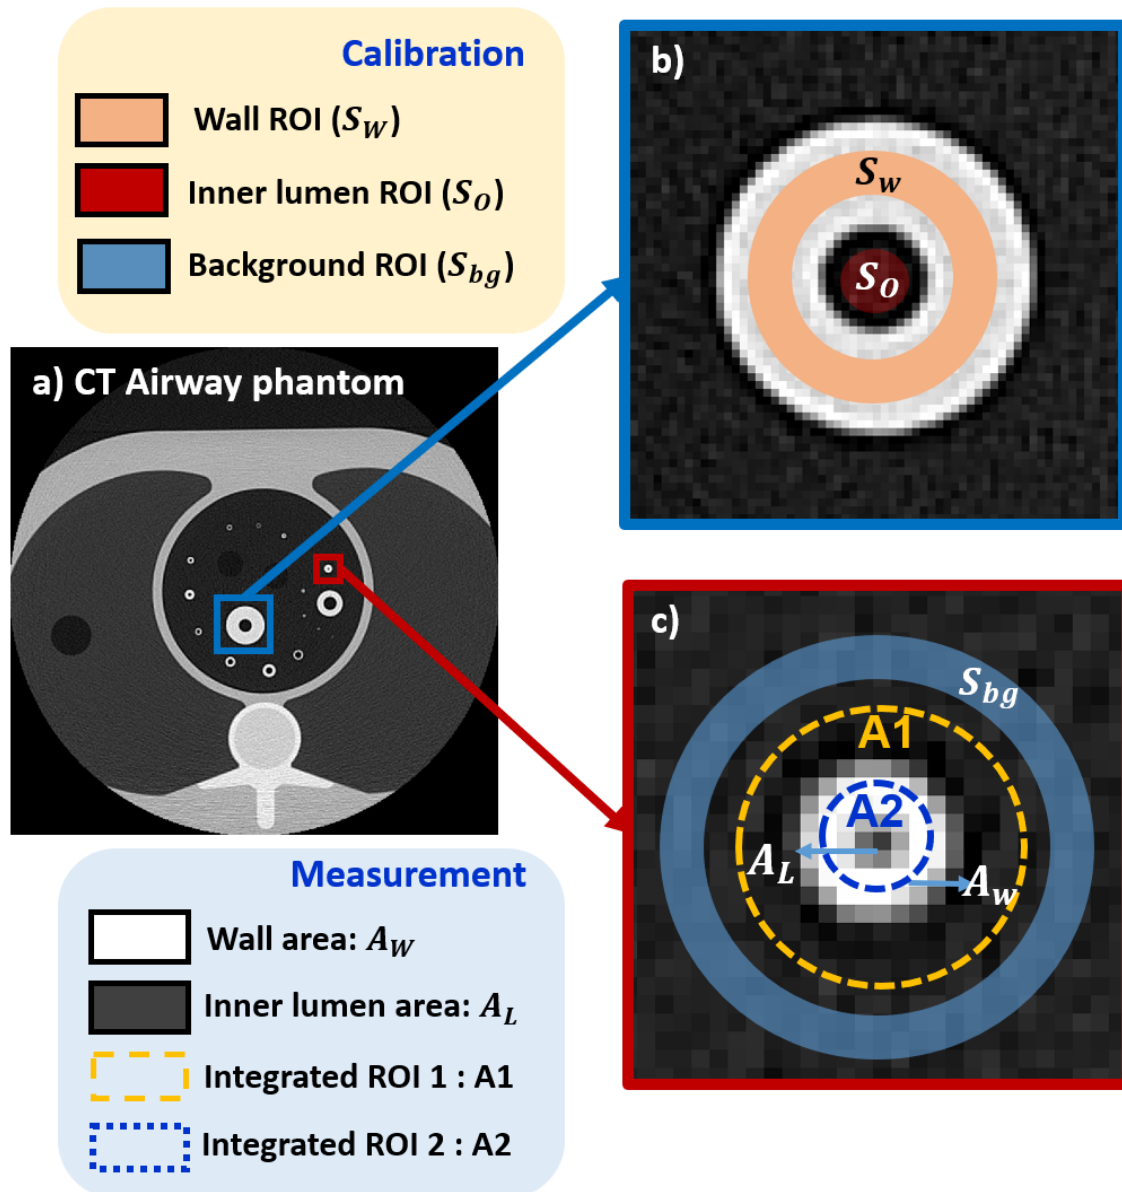 Calibration
Wall ROI (S_W)
Inner lumen ROI (S_O)
Background ROI (S_bg)
a) CT Airway phantom
b)
S_w
S_O
c)
S_bg
A1
A2
A_L
A_w
Measurement
Wall area: A_W
Inner lumen area: A_L
Integrated ROI 1 : A1
Integrated ROI 2 : A2